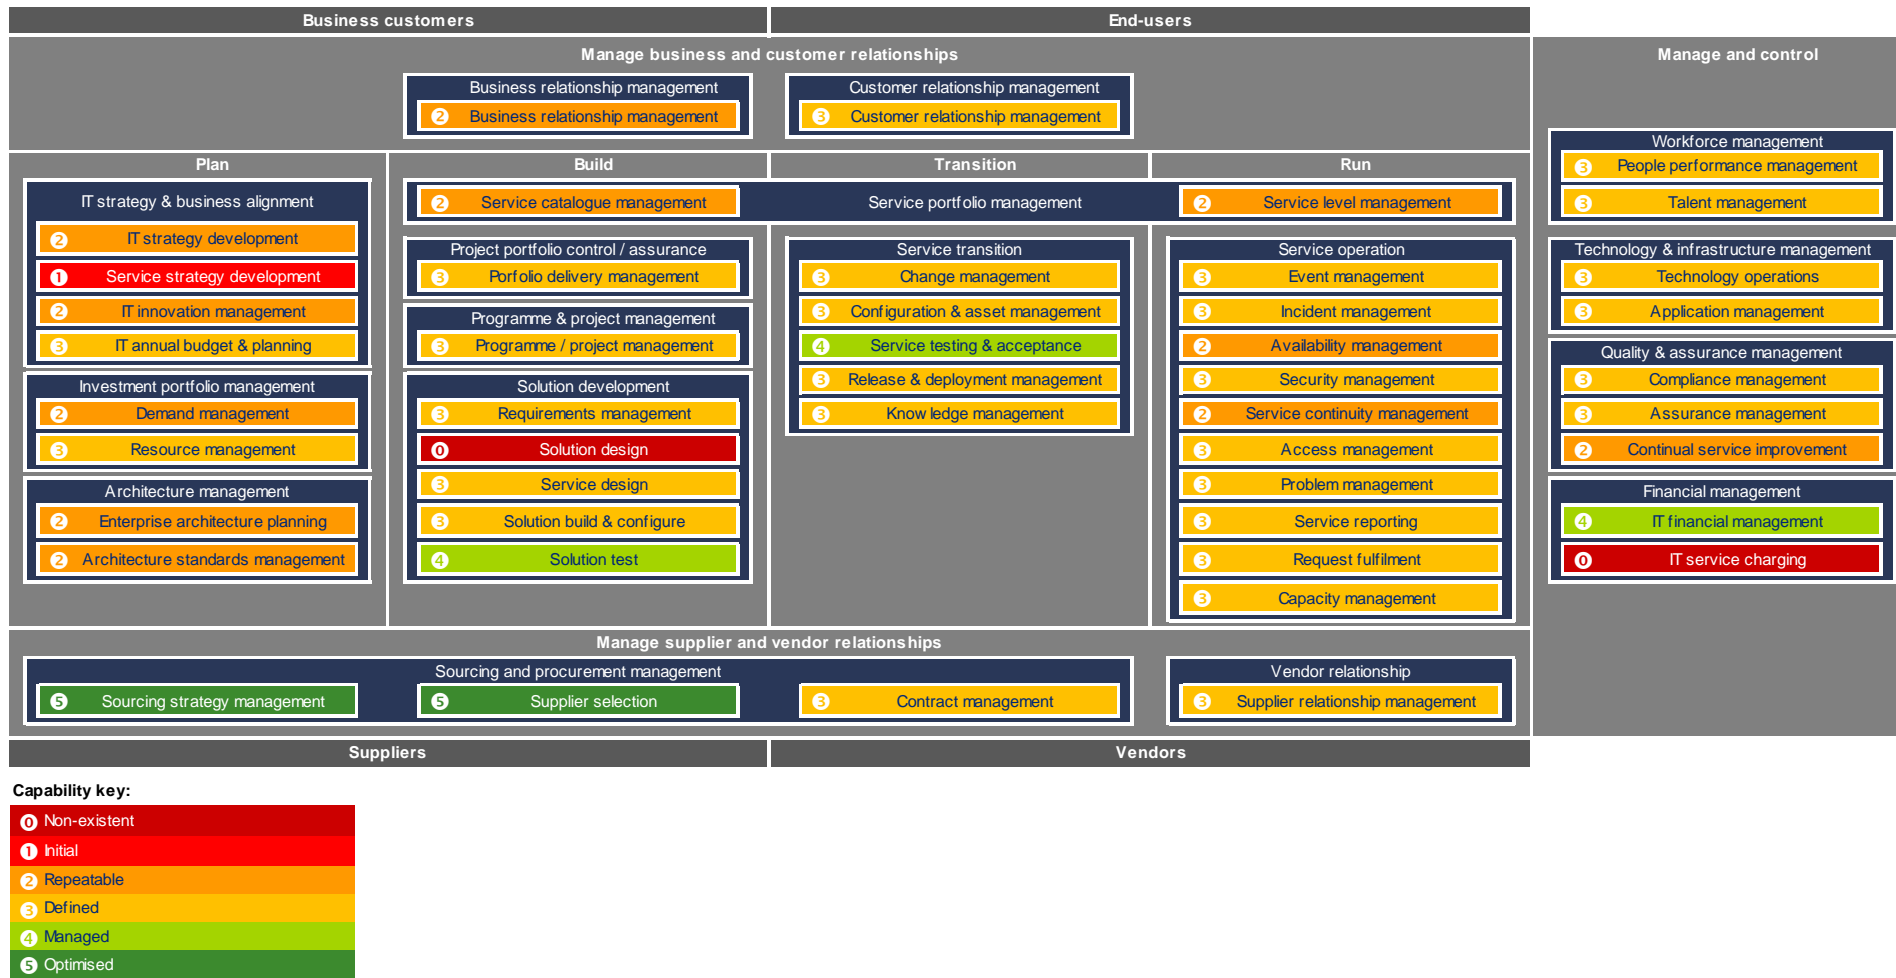 Business customers
End-users
Manage business and customer relationships
Manage and control
Business relationship management
2 Business relationship management
Customer relationship management
3 Customer relationship management
Plan
Build
Transition
Run
IT strategy & business alignment
2 IT strategy development
1 Service strategy development
2 IT innovation management
3 IT annual budget & planning
Investment portfolio management
2 Demand management
3 Resource management
Architecture management
2 Enterprise architecture planning
2 Architecture standards management
2 Service catalogue management
Service portfolio management
2 Service level management
Project portfolio control / assurance
3 Porfolio delivery management
Programme & project management
3 Programme / project management
Solution development
3 Requirements management
0 Solution design
3 Service design
3 Solution build & configure
4 Solution test
Service transition
3 Change management
3 Configuration & asset management
4 Service testing & acceptance
3 Release & deployment management
3 Knowledge management
Service operation
3 Event management
3 Incident management
2 Availability management
3 Security management
2 Service continuity management
3 Access management
3 Problem management
3 Service reporting
3 Request fulfilment
3 Capacity management
Workforce management
3 People performance management
3 Talent management
Technology & infrastructure management
3 Technology operations
3 Application management
Quality & assurance management
3 Compliance management
3 Assurance management
2 Continual service improvement
Financial management
4 IT financial management
0 IT service charging
Manage supplier and vendor relationships
Sourcing and procurement management
5 Sourcing strategy management
5 Supplier selection
3 Contract management
Vendor relationship
3 Supplier relationship management
Suppliers
Vendors
Capability key:
0 Non-existent
1 Initial
2 Repeatable
3 Defined
4 Managed
5 Optimised